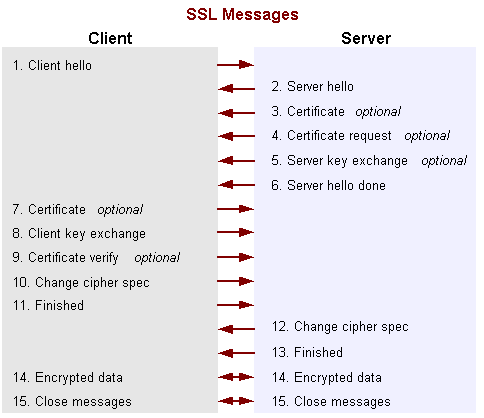 SSL Messages
Client Server
1. Client hello
2. Server hello
3. Certificate optional
4. Certificate request optional
5. Server key exchange optional
6. Server hello done
7. Certificate optional
8. Client key exchange
9. Certificate verify optional
10. Change cipher spec
11. Finished
12. Change cipher spec
13. Finished
14. Encrypted data 14. Encrypted data
15. Close messages 15. Close messages